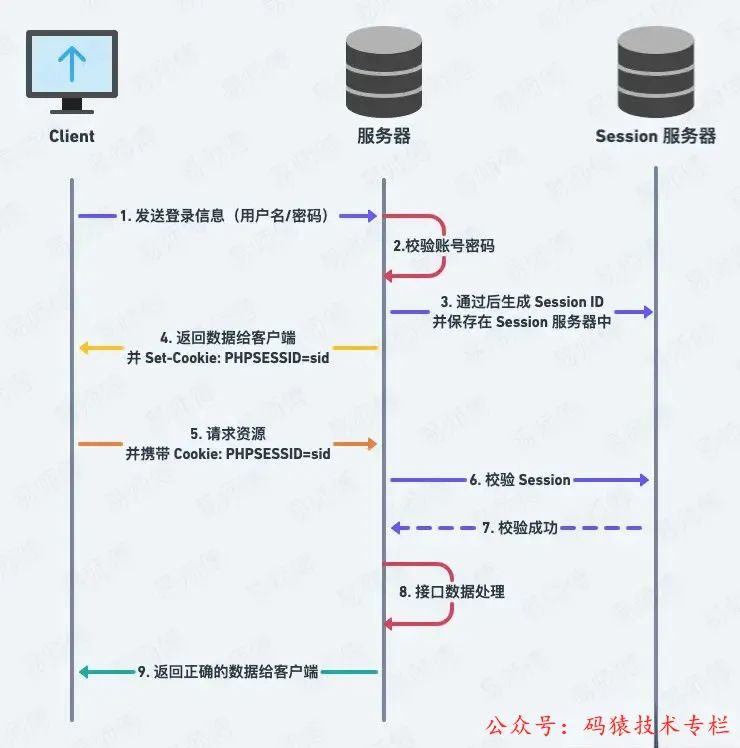 Client
服务器
Session 服务器
1. 发送登录信息（用户名/密码）
2.校验账号密码
3. 通过后生成 Session ID
并保存在 Session 服务器中
4. 返回数据给客户端
并 Set-Cookie: PHPSESSID=sid
5. 请求资源
并携带 Cookie: PHPSESSID=sid
6. 校验 Session
7. 校验成功
8. 接口数据处理
9. 返回正确的数据给客户端
公众号：码猿技术专栏